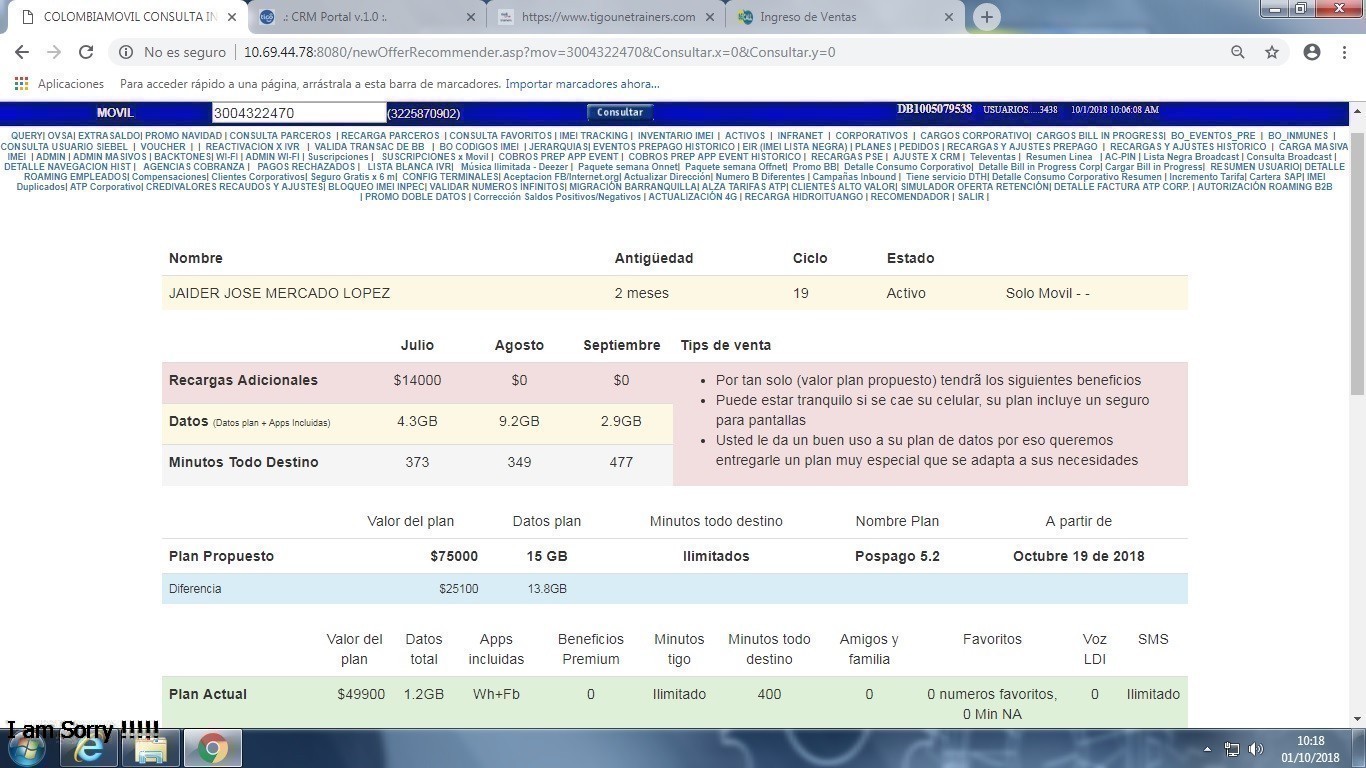 COLOMBIAMOVIL CONSULTA IN
.: CRM Portal v.1.0 :.
https://www.tigounetrainers.com
Ingreso de Ventas
No es seguro | 10.69.44.78:8080/newOfferRecommender.asp?mov=3004322470&Consultar.x=0&Consultar.y=0
Aplicaciones Para acceder rápido a una página, arrástrala a esta barra de marcadores. Importar marcadores ahora...
MOVIL 3004322470 (3225870902) Consultar DB1005079538 USUARIOS.....3438 10/1/2018 10:06:08 AM
QUERY| OVSA| EXTRASALDO| PROMO NAVIDAD | CONSULTA PARCEROS | RECARGA PARCEROS | CONSULTA FAVORITOS | IMEI TRACKING | INVENTARIO IMEI | ACTIVOS | INFRANET | CORPORATIVOS | CARGOS CORPORATIVO| CARGOS BILL IN PROGRESS| BO_EVENTOS_PRE | BO_INMUNES |
CONSULTA USUARIO SIEBEL | VOUCHER | | REACTIVACION X IVR | VALIDA TRANSAC DE BB | BO CODIGOS IMEI | JERARQUIAS| EVENTOS PREPAGO HISTORICO | EIR (IMEI LISTA NEGRA) | PLANES | PEDIDOS | RECARGAS Y AJUSTES PREPAGO | RECARGAS Y AJUSTES HISTORICO | CARGA MASIVA
IMEI | ADMIN | ADMIN MASIVOS | BACKTONES| WI-FI | ADMIN WI-FI | Suscripciones | SUSCRIPCIONES x Movil | COBROS PREP APP EVENT | COBROS PREP APP EVENT HISTORICO | RECARGAS PSE | AJUSTE X CRM | Televentas | Resumen Linea | AC-PIN | Lista Negra Broadcast | Consulta Broadcast |
DETALLE NAVEGACION HIST | AGENCIAS COBRANZA | PAGOS RECHAZADOS | LISTA BLANCA IVR| Música Ilimitada - Deezer | Paquete semana Onnet| Paquete semana Offnet| Promo BB| Detalle Consumo Corporativo| Detalle Bill in Progress Corp| Cargar Bill in Progress| RESUMEN USUARIO| DETALLE
ROAMING EMPLEADOS| Compensaciones| Clientes Corporativos| Seguro Gratis x 6 m| CONFIG TERMINALES| Aceptacion FB/Internet.org| Actualizar Dirección| Numero B Diferentes | Campañas Inbound | Tiene servicio DTH| Detalle Consumo Corporativo Resumen | Incremento Tarifa| Cartera SAP| IMEI
Duplicados| ATP Corporativo| CREDIVALORES RECAUDOS Y AJUSTES| BLOQUEO IMEI INPEC| VALIDAR NUMEROS INFINITOS| MIGRACIÓN BARRANQUILLA| ALZA TARIFAS ATP| CLIENTES ALTO VALOR| SIMULADOR OFERTA RETENCIÓN| DETALLE FACTURA ATP CORP. | AUTORIZACIÓN ROAMING B2B
| PROMO DOBLE DATOS | Corrección Saldos Positivos/Negativos | ACTUALIZACIÓN 4G | RECARGA HIDROITUANGO | RECOMENDADOR | SALIR |
Nombre Antigüedad Ciclo Estado
JAIDER JOSE MERCADO LOPEZ 2 meses 19 Activo Solo Movil - -
Julio Agosto Septiembre Tips de venta
Recargas Adicionales $14000 $0 $0
Datos (Datos plan + Apps Incluidas) 4.3GB 9.2GB 2.9GB
Minutos Todo Destino 373 349 477
• Por tan solo (valor plan propuesto) tendrã los siguientes beneficios
• Puede estar tranquilo si se cae su celular, su plan incluye un seguro
para pantallas
• Usted le da un buen uso a su plan de datos por eso queremos
entregarle un plan muy especial que se adapta a sus necesidades
Valor del plan Datos plan Minutos todo destino Nombre Plan A partir de
Plan Propuesto $75000 15 GB Ilimitados Pospago 5.2 Octubre 19 de 2018
Diferencia $25100 13.8GB
Valor del plan Datos total Apps incluidas Beneficios Premium Minutos tigo Minutos todo destino Amigos y familia Favoritos Voz LDI SMS
Plan Actual $49900 1.2GB Wh+Fb 0 Ilimitado 400 0 0 numeros favoritos, 0 Min NA 0 Ilimitado
I am Sorry !!!!!
10:18
01/10/2018